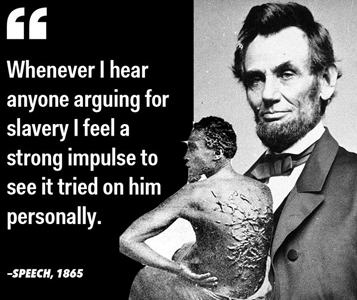 “
Whenever I hear
anyone arguing for
slavery I feel a
strong impulse to
see it tried on him
personally.
–SPEECH, 1865